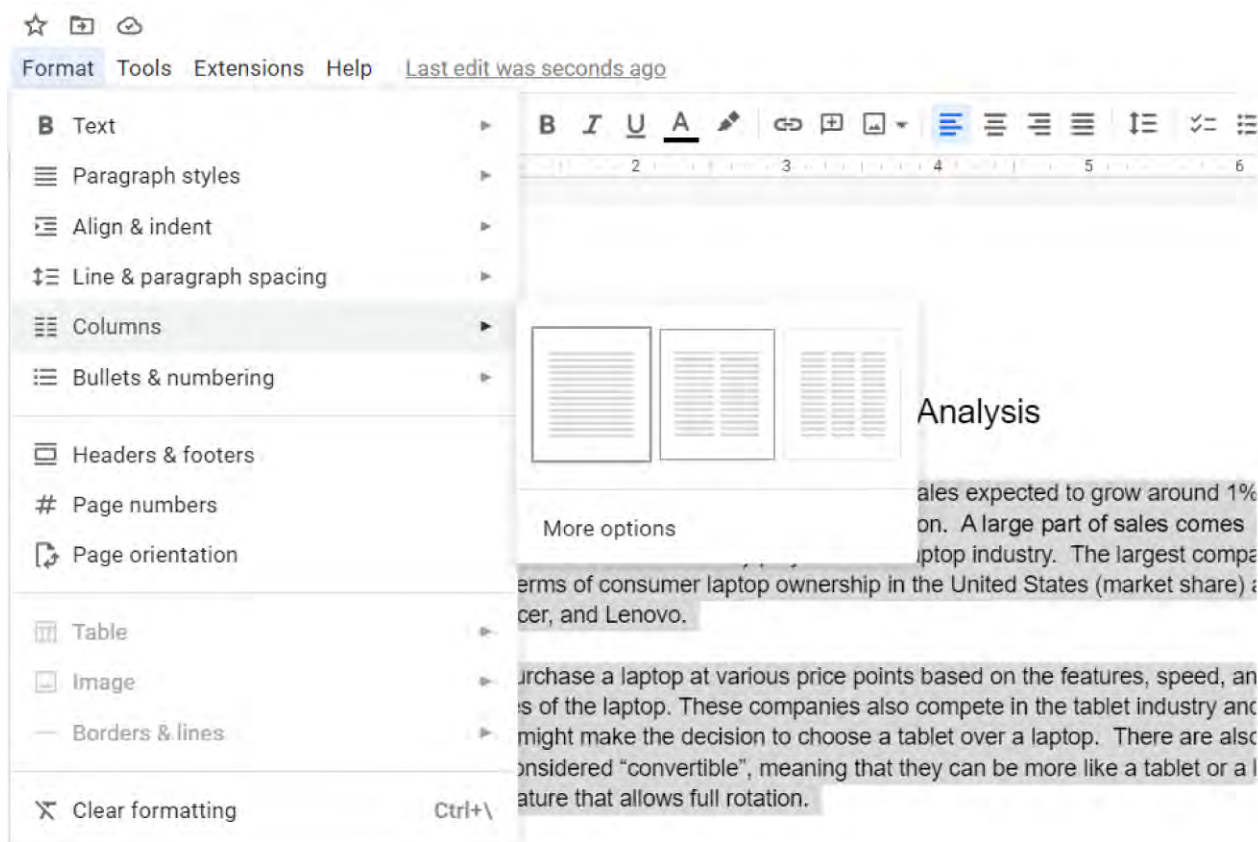 Format Tools Extensions Help Last edit was seconds ago
B Text
B I U A
Paragraph styles
2 3 4 5 6
Align & indent
Line & paragraph spacing
Columns
Bullets & numbering
Analysis
Headers & footers
ales expected to grow around 1%
Page numbers
on. A large part of sales comes
More options
Page orientation
ptop industry. The largest compa
erms of consumer laptop ownership in the United States (market share)
cer, and Lenovo.
Table
Image
urchase a laptop at various price points based on the features, speed, an
es of the laptop. These companies also compete in the tablet industry and
Borders & lines
might make the decision to choose a tablet over a laptop. There are also
onsidered “convertible”, meaning that they can be more like a tablet or a l
Clear formatting Ctrl+\
ature that allows full rotation.